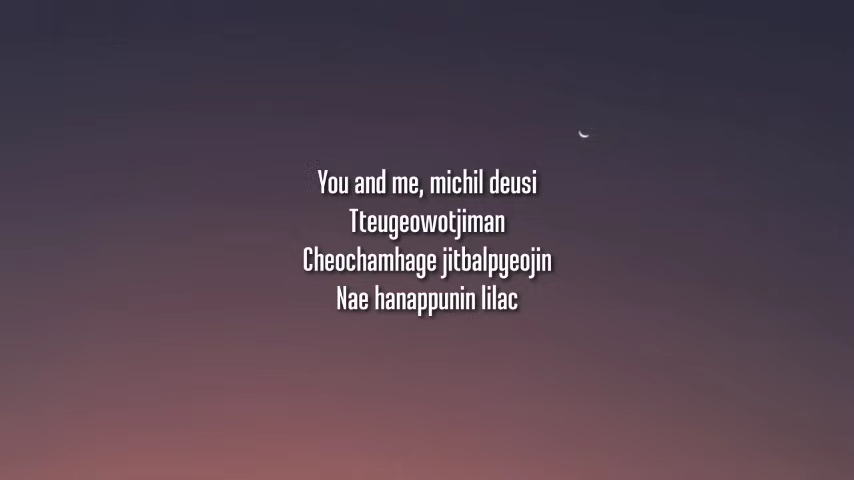 You and me, michil deusi
Tteugeowotjiman
Cheochamhage jitbalpyeojin
Nae hanappunin lilac